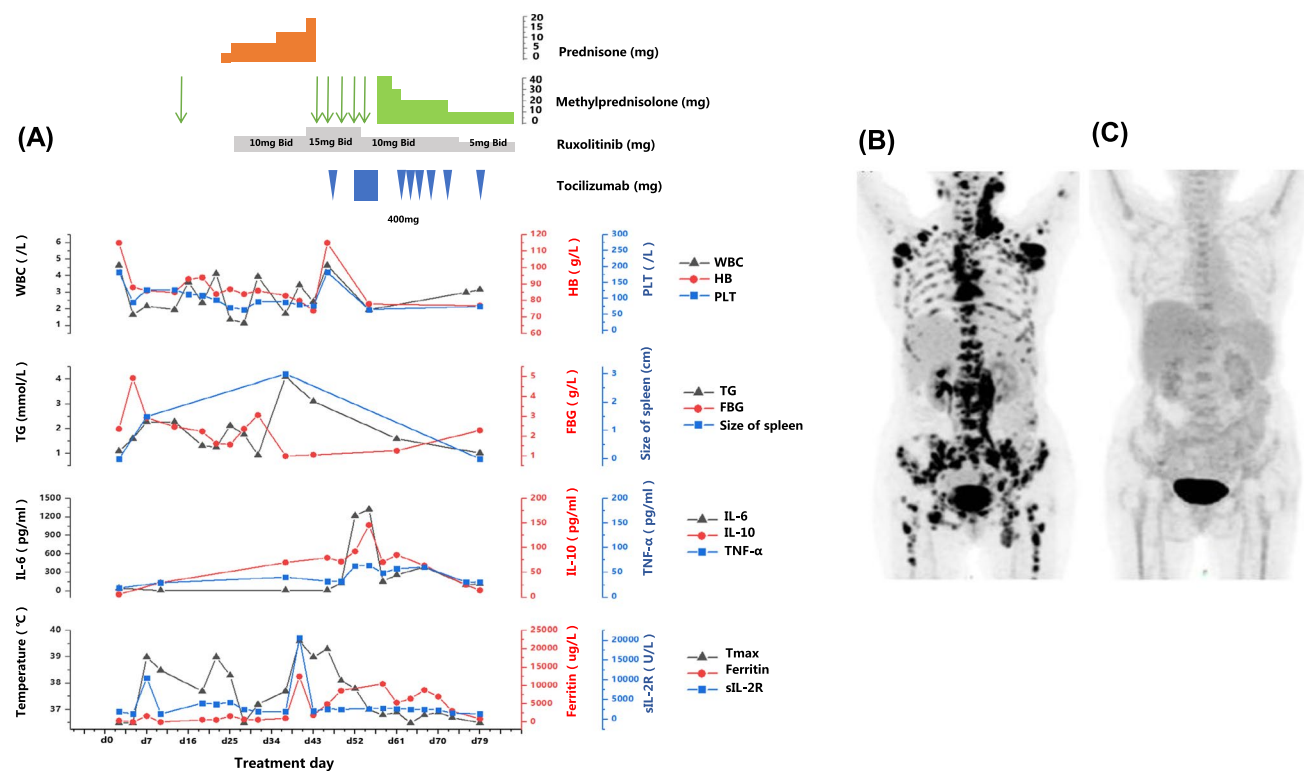 (A)
20
15
10
5
0
Prednisone (mg)
40
30
20
10
0
Methylprednisolone (mg)
10mg Bid 15mg Bid 10mg Bid 5mg Bid
Ruxolitinib (mg)
Tocilizumab (mg)
400mg
WBC (/L)
6
5
4
3
2
1
120
110
100
90
80
70
60
HB ( g/L )
300
250
200
150
100
50
0
PLT ( /L )
WBC
HB
PLT
TG (mmol/L)
4
3
2
1
5
4
3
2
1
FBG ( g/L )
3
2
1
0
Size of spleen (cm)
TG
FBG
Size of spleen
IL-6 (pg/ml)
1500
1200
900
600
300
0
200
150
100
50
0
IL-10 ( pg/ml )
200
150
100
50
0
TNF-α ( pg/ml )
IL-6
IL-10
TNF-α
Temperature ( ℃ )
40
39
38
37
25000
20000
15000
10000
5000
0
Ferritin ( ug/L )
20000
15000
10000
5000
0
sIL-2R ( U/L )
Tmax
Ferritin
sIL-2R
d0 d7 d16 d25 d34 d43 d52 d61 d70 d79
Treatment day
(B)
(C)